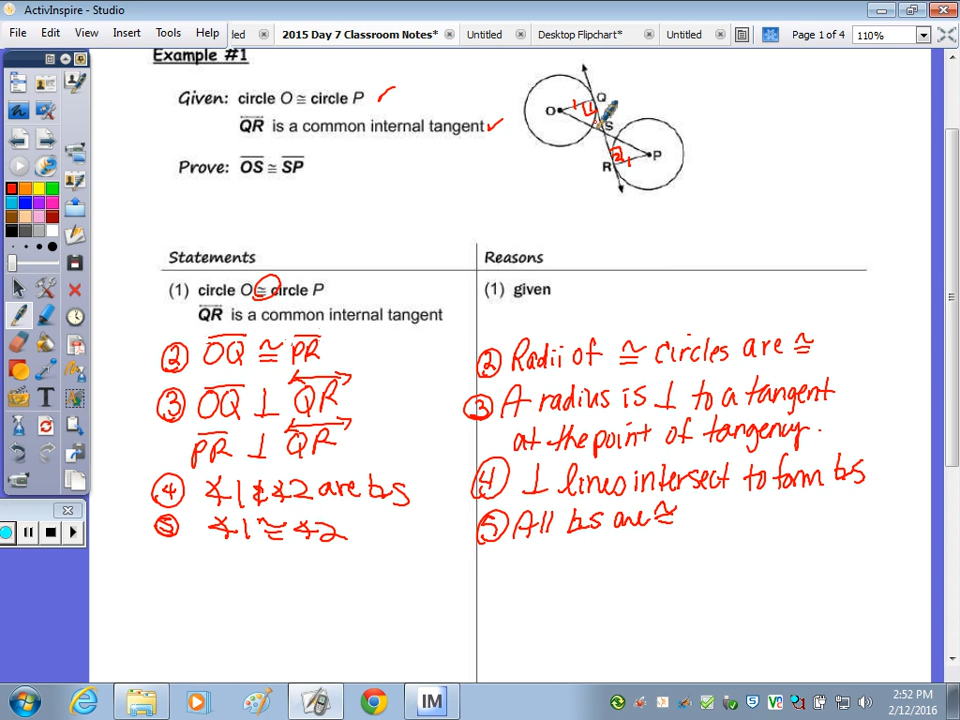 ActivInspire - Studio
File Edit View Insert Tools Help led 2015 Day 7 Classroom Notes* Untitled Desktop Flipchart* Untitled Page 1 of 4 110%
Example #1
Given: circle O ≅ circle P
QR is a common internal tangent
Prove: OS ≅ SP
O 1 Q
S
R 2 P
Statements Reasons
(1) circle O ≅ circle P (1) given
QR is a common internal tangent
② OQ ≅ PR ② Radii of ≅ circles are ≅
③ OQ ⊥ QR ③ A radius is ⊥ to a tangent
PR ⊥ QR at the point of tangency.
④ ∡1 & ∡2 are ∟s ④ ⊥ lines intersect to form ∟s
⑤ ∡1 ≅ ∡2 ⑤ All ∟s are ≅
IM
2:52 PM
2/12/2016